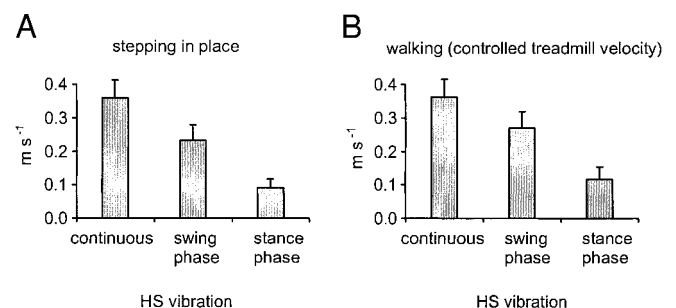 A
stepping in place
0.4
0.3
0.2
0.1
0.0
m s-1
continuous
swing phase
stance phase
HS vibration
B
walking (controlled treadmill velocity)
0.4
0.3
0.2
0.1
0.0
m s-1
continuous
swing phase
stance phase
HS vibration